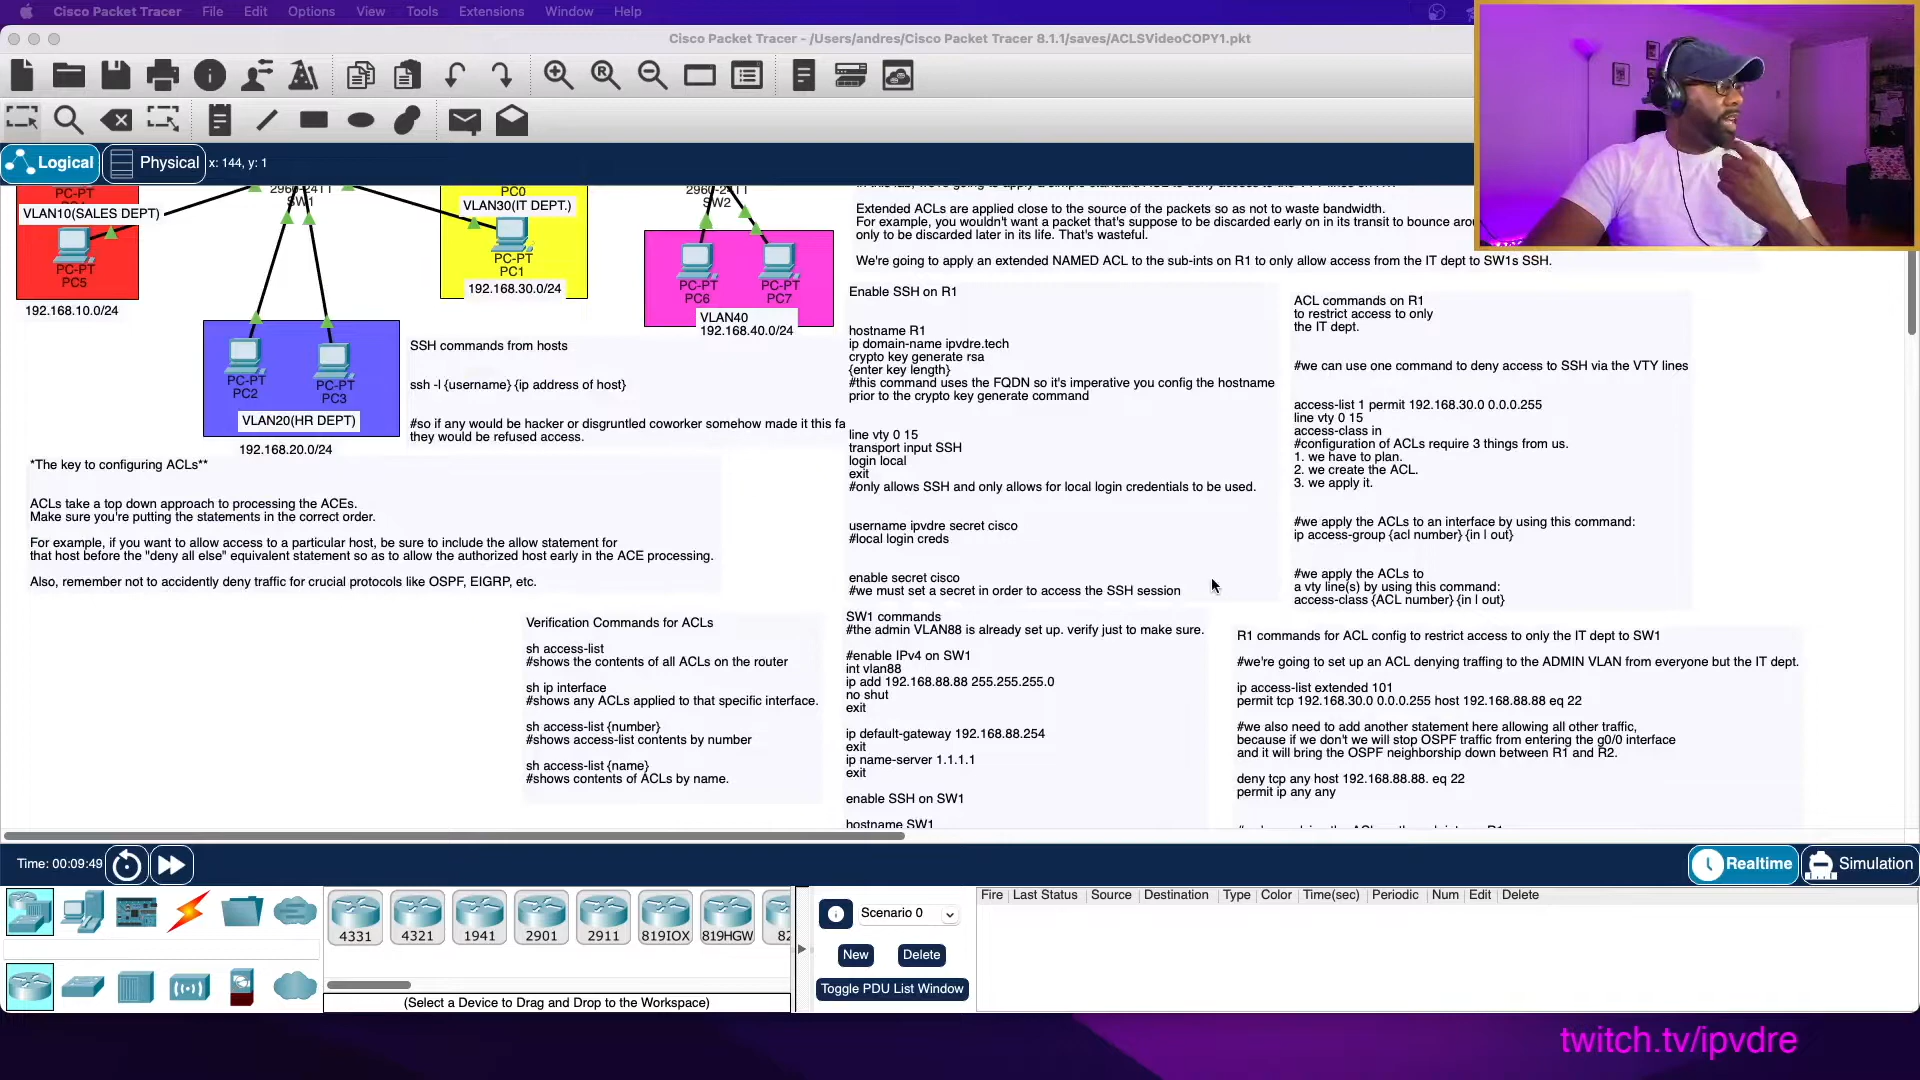 Cisco Packet Tracer File Edit Options View Tools Extensions Window Help
Cisco Packet Tracer - /Users/andres/Cisco Packet Tracer 8.1.1/saves/ACLSVideoCOPY1.pkt
Logical
Physical
x: 144, y: 1
PC-PT
VLAN10(SALES DEPT)
PC-PT
PC5
192.168.10.0/24
2960-24TT
SW1
PC0
VLAN30(IT DEPT.)
PC-PT
PC1
192.168.30.0/24
SW2
PC-PT
PC6
PC-PT
PC7
VLAN40
192.168.40.0/24
PC-PT
PC2
PC-PT
PC3
VLAN20(HR DEPT)
192.168.20.0/24
SSH commands from hosts
ssh -l {username} {ip address of host}
#so if any would be hacker or disgruntled coworker somehow made it this fa
they would be refused access.
*The key to configuring ACLs**
ACLs take a top down approach to processing the ACEs.
Make sure you're putting the statements in the correct order.
For example, if you want to allow access to a particular host, be sure to include the allow statement for
that host before the "deny all else" equivalent statement so as to allow the authorized host early in the ACE processing.
Also, remember not to accidently deny traffic for crucial protocols like OSPF, EIGRP, etc.
Verification Commands for ACLs
sh access-list
#shows the contents of all ACLs on the router
sh ip interface
#shows any ACLs applied to that specific interface.
sh access-list {number}
#shows access-list contents by number
sh access-list {name}
#shows contents of ACLs by name.
Extended ACLs are applied close to the source of the packets so as not to waste bandwidth.
For example, you wouldn't want a packet that's suppose to be discarded early on in its transit to bounce
only to be discarded later in its life. That's wasteful.
We're going to apply an extended NAMED ACL to the sub-ints on R1 to only allow access from the IT dept to SW1s SSH.
Enable SSH on R1
hostname R1
ip domain-name ipvdre.tech
crypto key generate rsa
{enter key length}
#this command uses the FQDN so it's imperative you config the hostname
prior to the crypto key generate command
line vty 0 15
transport input SSH
login local
exit
#only allows SSH and only allows for local login credentials to be used.
username ipvdre secret cisco
#local login creds
enable secret cisco
#we must set a secret in order to access the SSH session
SW1 commands
#the admin VLAN88 is already set up. verify just to make sure.
#enable IPv4 on SW1
int vlan88
ip add 192.168.88.88 255.255.255.0
no shut
exit
ip default-gateway 192.168.88.254
exit
ip name-server 1.1.1.1
exit
enable SSH on SW1
hostname SW1
ACL commands on R1
to restrict access to only
the IT dept.
#we can use one command to deny access to SSH via the VTY lines
access-list 1 permit 192.168.30.0 0.0.0.255
line vty 0 15
access-class in
#configuration of ACLs require 3 things from us.
1. we have to plan.
2. we create the ACL.
3. we apply it.
#we apply the ACLs to an interface by using this command:
ip access-group {acl number} {in | out}
#we apply the ACLs to
a vty line(s) by using this command:
access-class {ACL number} {in | out}
R1 commands for ACL config to restrict access to only the IT dept to SW1
#we're going to set up an ACL denying traffing to the ADMIN VLAN from everyone but the IT dept.
ip access-list extended 101
permit tcp 192.168.30.0 0.0.0.255 host 192.168.88.88 eq 22
#we also need to add another statement here allowing all other traffic,
because if we don't we will stop OSPF traffic from entering the g0/0 interface
and it will bring the OSPF neighborship down between R1 and R2.
deny tcp any host 192.168.88.88. eq 22
permit ip any any
Time: 00:09:49
Realtime
Simulation
4331 4321 1941 2901 2911 819IOX 819HGW
(Select a Device to Drag and Drop to the Workspace)
Scenario 0
New
Delete
Toggle PDU List Window
Fire Last Status Source Destination Type Color Time(sec) Periodic Num Edit Delete
twitch.tv/ipvdre